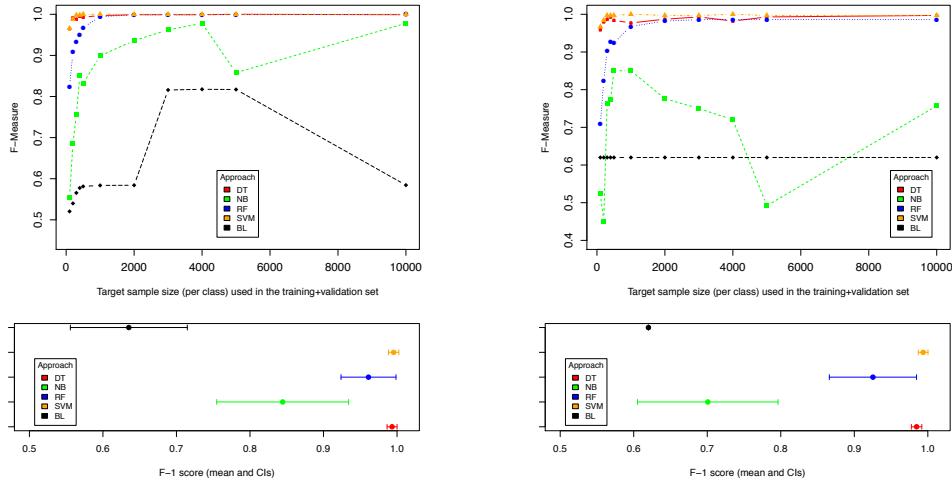 F−Measure
1.0
0.9
0.8
0.7
0.6
0.5
Approach
DT
NB
RF
SVM
BL
0 2000 4000 6000 8000 10000
Target sample size (per class) used in the training+validation set
F−Measure
1.0
0.9
0.8
0.7
0.6
0.5
0.4
Approach
DT
NB
RF
SVM
BL
0 2000 4000 6000 8000 10000
Target sample size (per class) used in the training+validation set
Approach
DT
NB
RF
SVM
BL
0.5 0.6 0.7 0.8 0.9 1.0
F−1 score (mean and CIs)
Approach
DT
NB
RF
SVM
BL
0.5 0.6 0.7 0.8 0.9 1.0
F−1 score (mean and CIs)